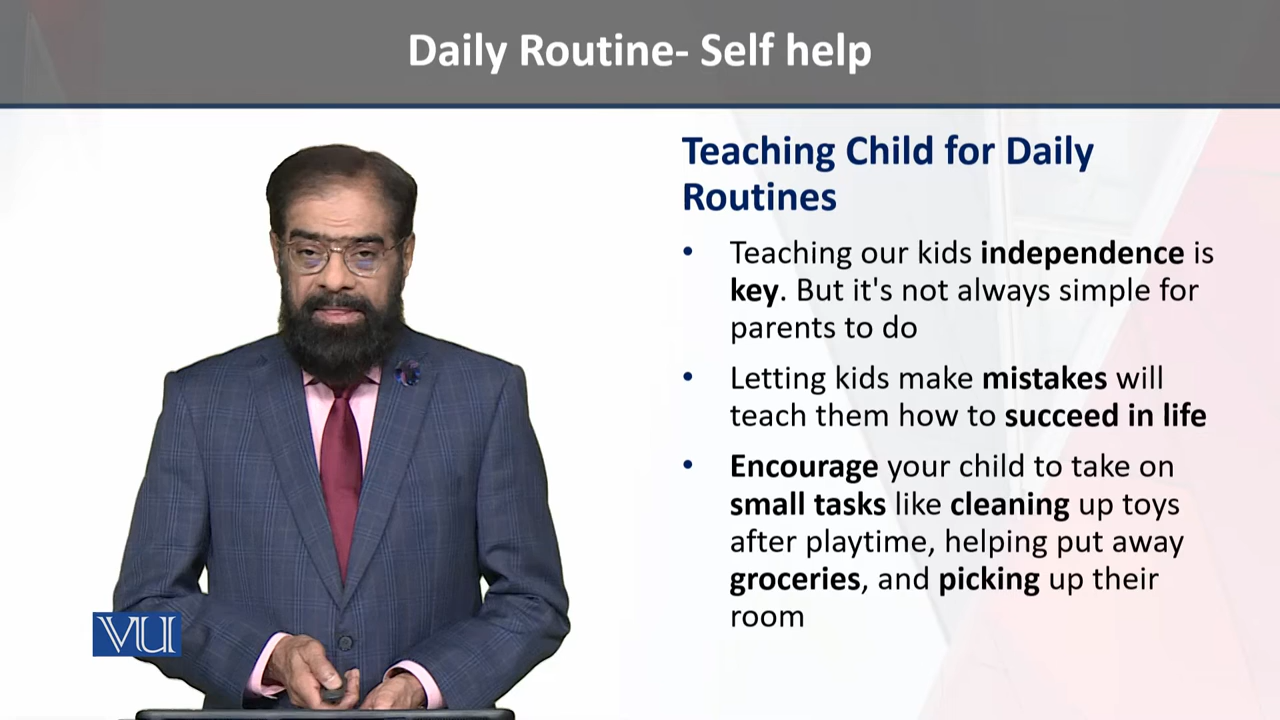 Daily Routine- Self help
Teaching Child for Daily
Routines
• Teaching our kids independence is
key. But it's not always simple for
parents to do
• Letting kids make mistakes will
teach them how to succeed in life
• Encourage your child to take on
small tasks like cleaning up toys
after playtime, helping put away
groceries, and picking up their
room
VU